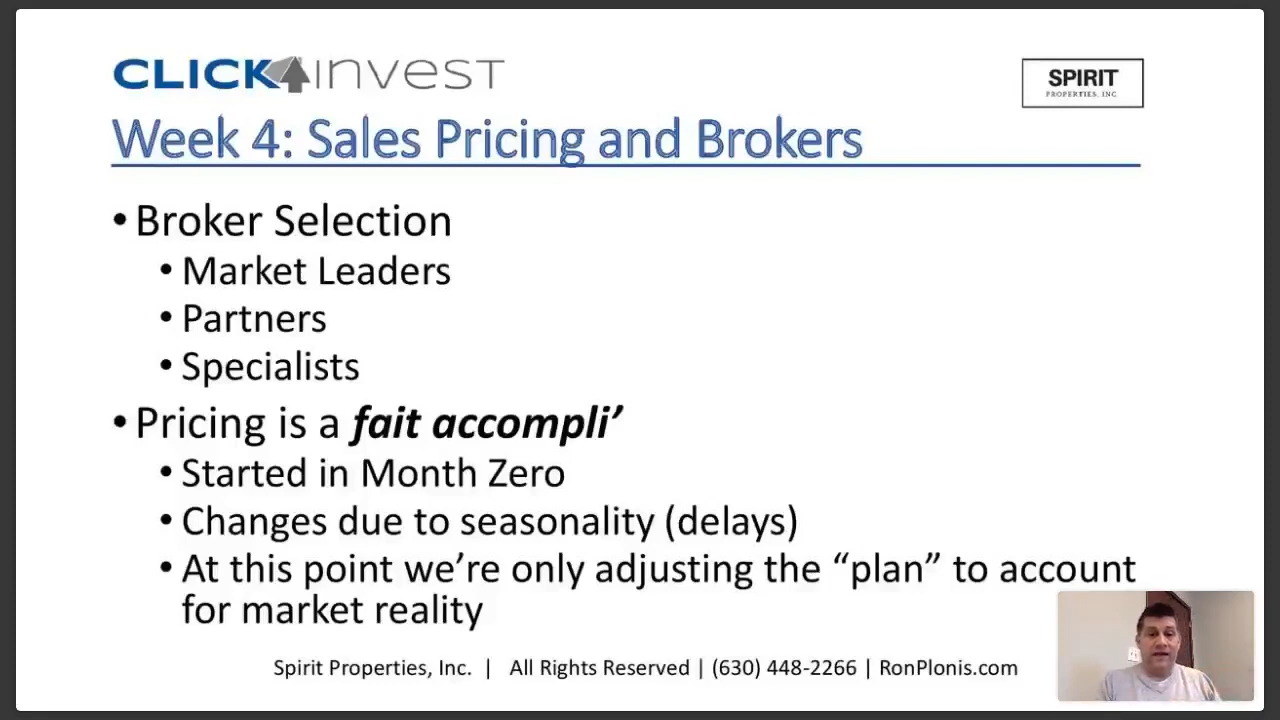 CLICK4INVEST
SPIRIT
PROPERTIES, INC.
Week 4: Sales Pricing and Brokers
• Broker Selection
• Market Leaders
• Partners
• Specialists
• Pricing is a fait accompli’
• Started in Month Zero
• Changes due to seasonality (delays)
• At this point we’re only adjusting the “plan” to account
for market reality
Spirit Properties, Inc. | All Rights Reserved | (630) 448-2266 | RonPlonis.com